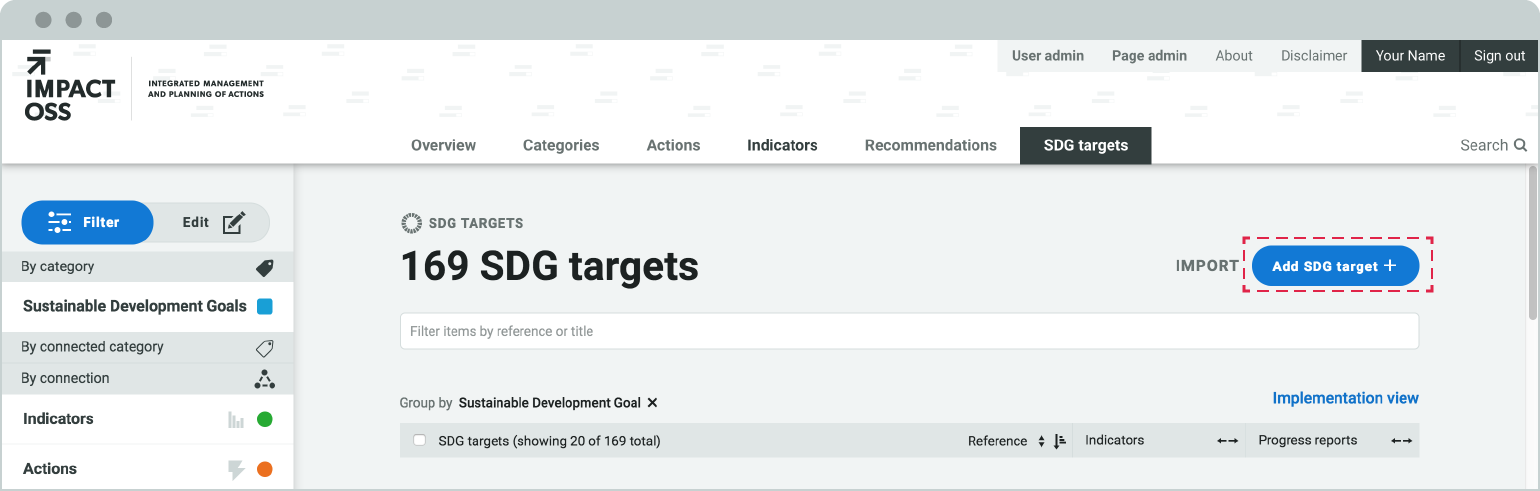 User admin
Page admin
About
Disclaimer
Your Name
Sign out
IMPACT
OSS
INTEGRATED MANAGEMENT
AND PLANNING OF ACTIONS
Overview
Categories
Actions
Indicators
Recommendations
SDG targets
Search
Filter
Edit
By category
Sustainable Development Goals
By connected category
By connection
Indicators
Actions
SDG TARGETS
169 SDG targets
IMPORT
Add SDG target +
Filter items by reference or title
Group by Sustainable Development Goal ×
Implementation view
SDG targets (showing 20 of 169 total)
Reference
Indicators
Progress reports